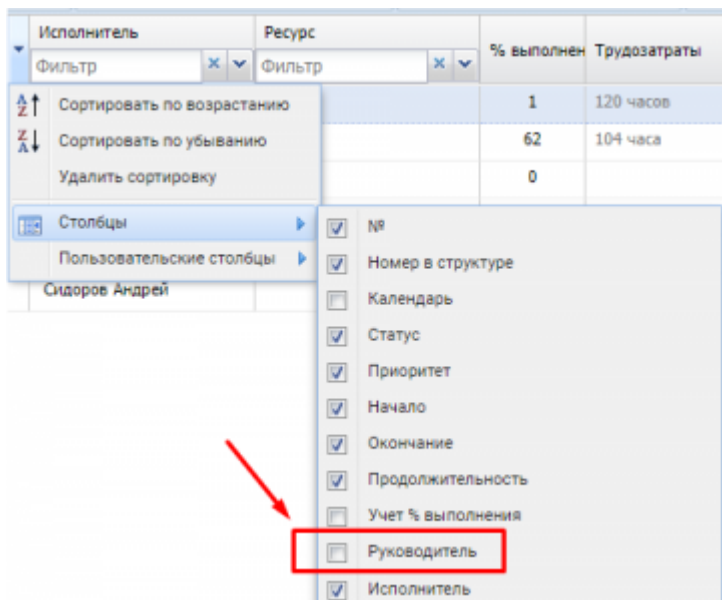 Исполнитель Ресурс
% выполнен Трудозатраты
Фильтр Фильтр
Сортировать по возрастанию 1 120 часов
Сортировать по убыванию 62 104 часа
Удалить сортировку 0
Столбцы №
Пользовательские столбцы Номер в структуре
Сидоров Андрей Календарь
Статус
Приоритет
Начало
Окончание
Продолжительность
Учет % выполнения
Руководитель
Исполнитель